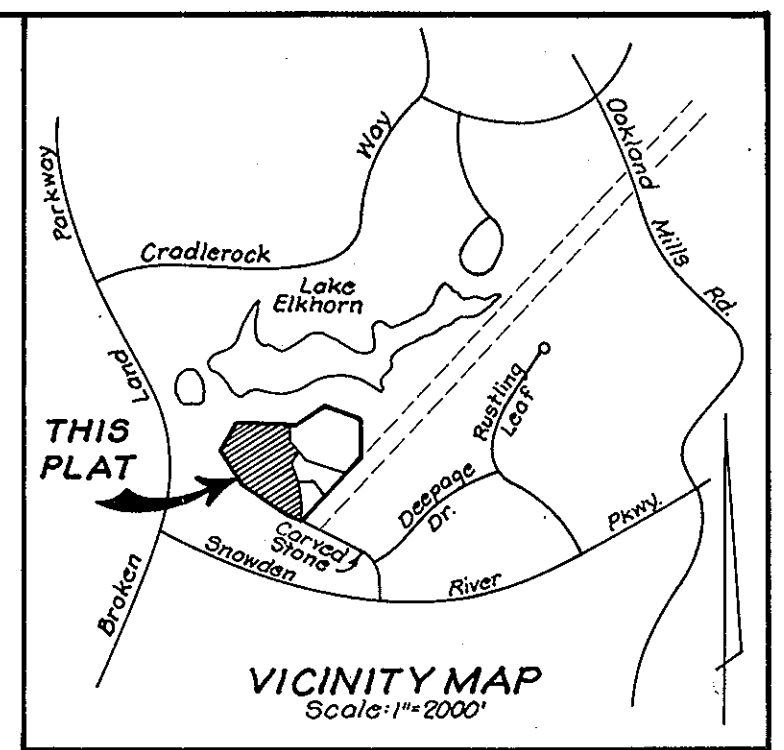 Oakland
Mills
Rd.
Way
Parkway
Cradlerock
Lake
Elkhorn
Land
Rustling
Leaf
THIS
PLAT
Deepage
Dr.
Pkwy.
Carved
Stone
Snowden
River
Broken
VICINITY MAP
Scale: 1"=2000'